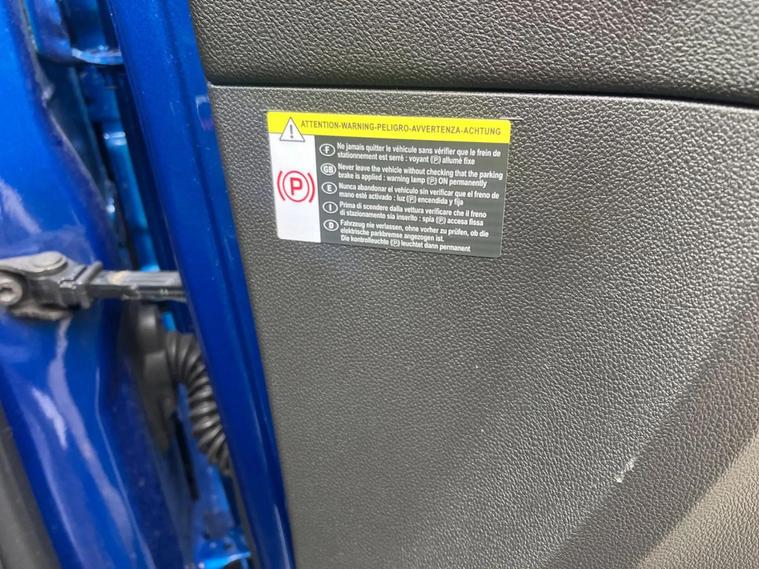 ATTENTION-WARNING-PELIGRO-AVVERTENZA-ACHTUNG
F Ne jamais quitter le véhicule sans vérifier que le frein de
stationnement est serré : voyant (P) allumé fixe
GB Never leave the vehicle without checking that the parking
brake is applied : warning lamp (P) ON permanently
E Nunca abandonar el vehículo sin verificar que el freno de
mano esté activado : luz (P) encendida y fija
I Prima di scendere dalla vettura verificare che il freno
di stazionamento sia inserito : spia (P) accesa fissa
D Fahrzeug nie verlassen, ohne vorher zu prüfen, ob die
elektrische parkbremse angezogen ist.
Die kontrolleuchte (P) leuchtet dann permanent
(P)